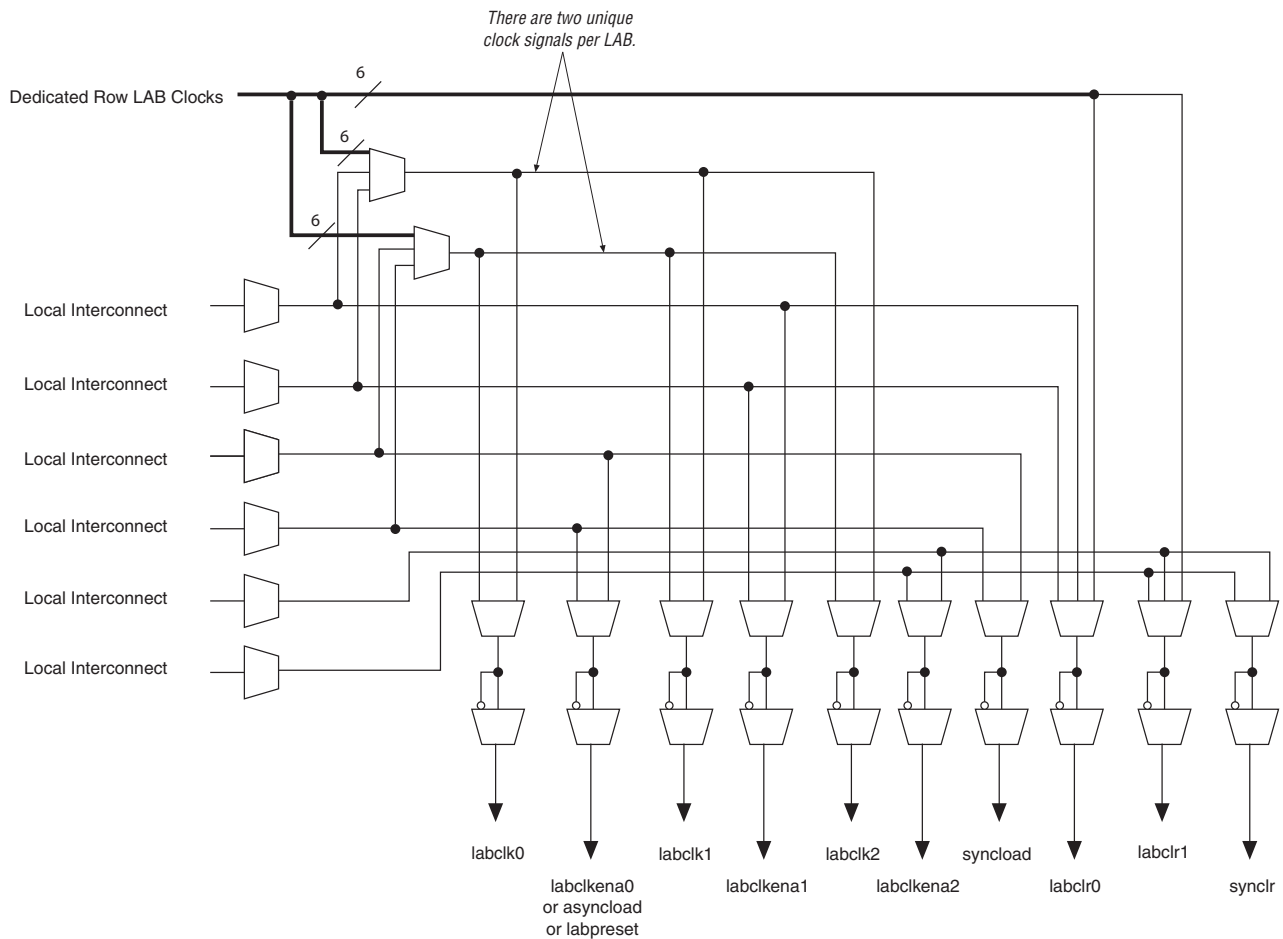 There are two unique
clock signals per LAB.
6
Dedicated Row LAB Clocks
6
6
Local Interconnect
Local Interconnect
Local Interconnect
Local Interconnect
Local Interconnect
Local Interconnect
labclk0
labclk1
labclk2
syncload
labclr1
labclkena0
or asyncload
or labpreset
labclkena1
labclkena2
labclr0
synclr